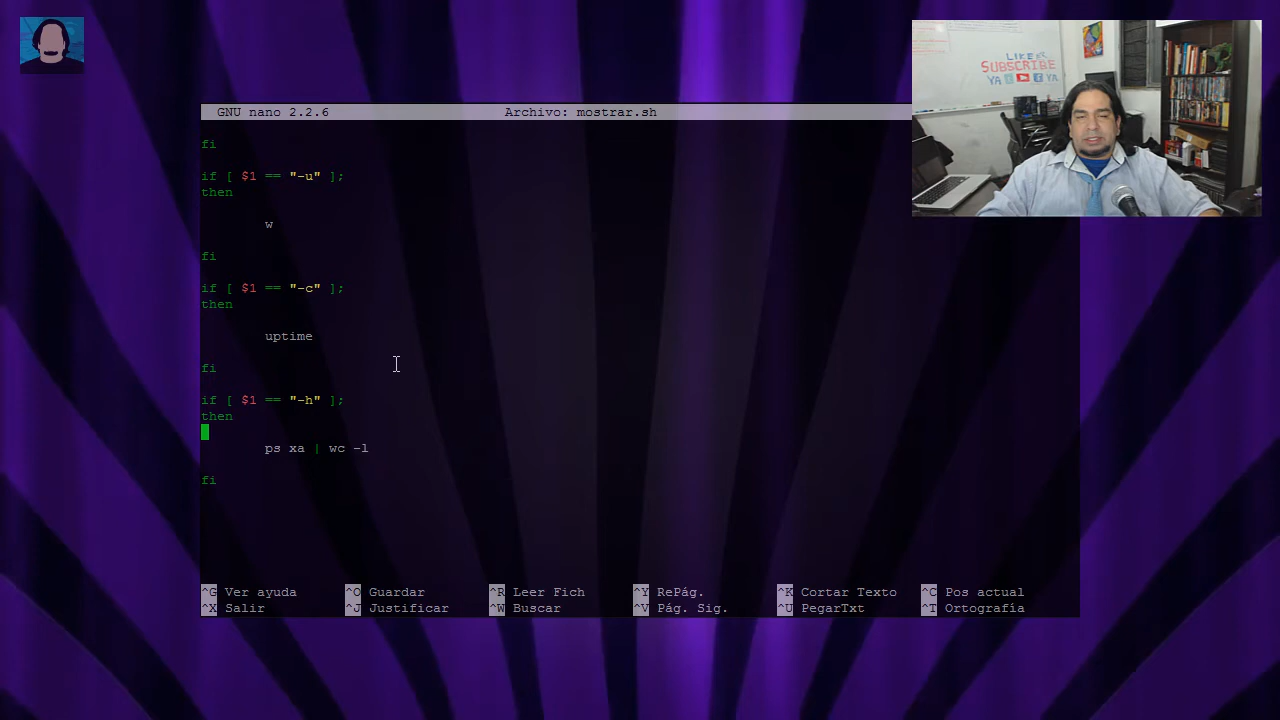 GNU nano 2.2.6 Archivo: mostrar.sh
fi
if [ $1 == "-u" ];
then
w
fi
if [ $1 == "-c" ];
then
uptime
fi
if [ $1 == "-h" ];
then
ps xa | wc -l
fi
^G Ver ayuda ^O Guardar ^R Leer Fich ^Y RePág. ^K Cortar Texto ^C Pos actual
^X Salir ^J Justificar ^W Buscar ^V Pág. Sig. ^U PegarTxt ^T Ortografía
LIKE
SUBSCRIBE
YA